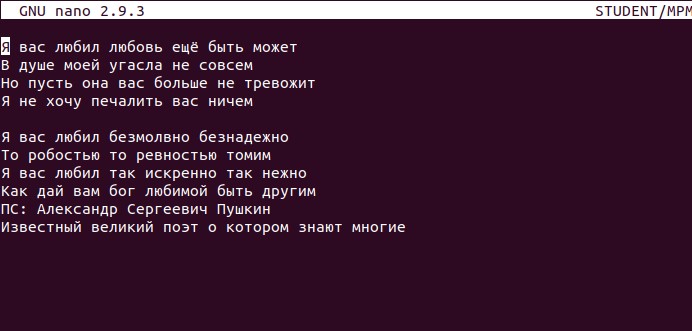 GNU nano 2.9.3 STUDENT/MPM
Я вас любил любовь ещё быть может
В душе моей угасла не совсем
Но пусть она вас больше не тревожит
Я не хочу печалить вас ничем
Я вас любил безмолвно безнадежно
То робостью то ревностью томим
Я вас любил так искренно так нежно
Как дай вам бог любимой быть другим
ПС: Александр Сергеевич Пушкин
Известный великий поэт о котором знают многие